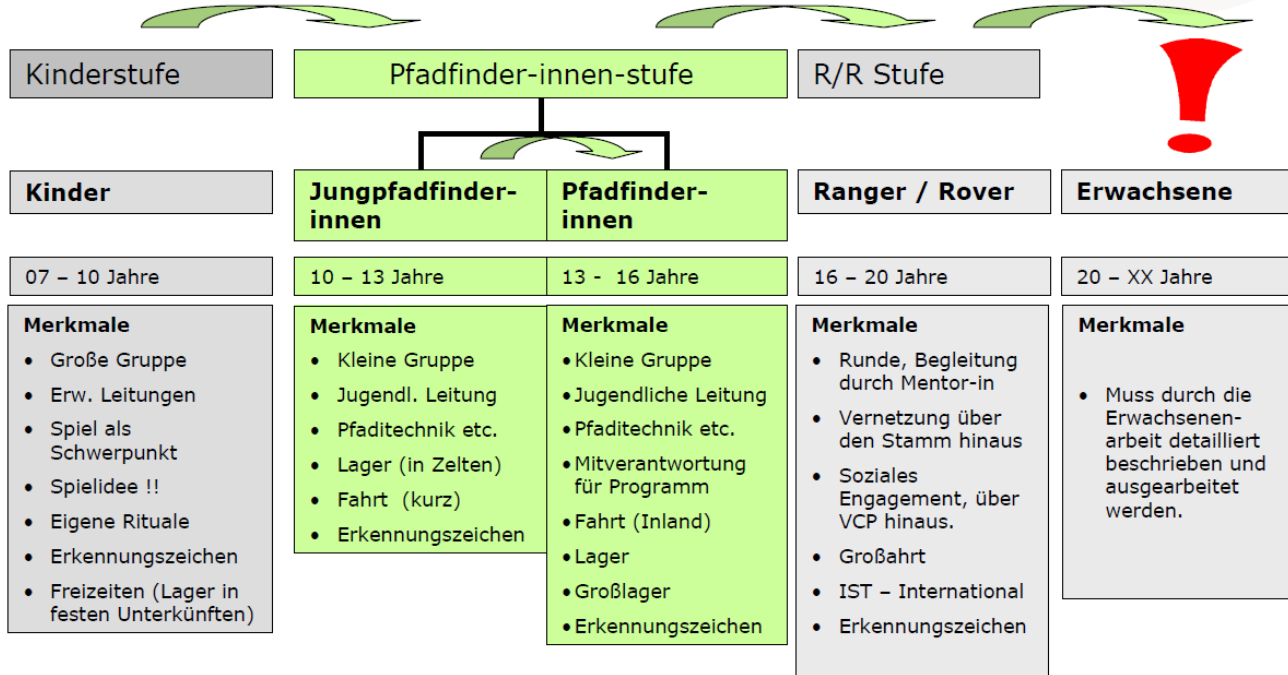 Kinderstufe
Pfadfinder-innen-stufe
R/R Stufe
Kinder
Jungpfadfinder-
innen
Pfadfinder-
innen
Ranger / Rover
Erwachsene
07 – 10 Jahre
10 – 13 Jahre
13 - 16 Jahre
16 – 20 Jahre
20 – XX Jahre
Merkmale
• Große Gruppe
• Erw. Leitungen
• Spiel als
Schwerpunkt
• Spielidee !!
• Eigene Rituale
• Erkennungszeichen
• Freizeiten (Lager in
festen Unterkünften)
Merkmale
• Kleine Gruppe
• Jugendl. Leitung
• Pfaditechnik etc.
• Lager (in Zelten)
• Fahrt (kurz)
• Erkennungszeichen
Merkmale
• Kleine Gruppe
• Jugendliche Leitung
• Pfaditechnik etc.
• Mitverantwortung
für Programm
• Fahrt (Inland)
• Lager
• Großlager
• Erkennungszeichen
Merkmale
• Runde, Begleitung
durch Mentor-in
• Vernetzung über
den Stamm hinaus
• Soziales
Engagement, über
VCP hinaus.
• Großahrt
• IST – International
• Erkennungszeichen
Merkmale
• Muss durch die
Erwachsenen-
arbeit detailliert
beschrieben und
ausgearbeitet
werden.